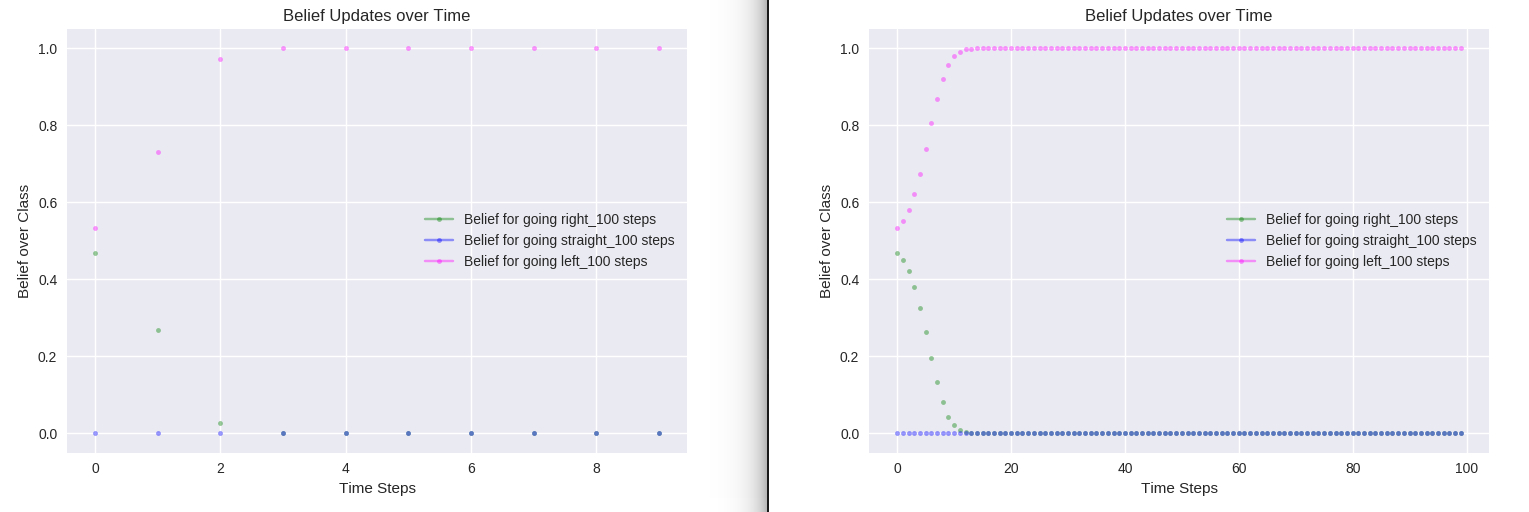 Belief Updates over Time
1.0
0.8
0.6
0.4
0.2
0.0
Belief over Class
Belief for going right_100 steps
Belief for going straight_100 steps
Belief for going left_100 steps
0 2 4 6 8
Time Steps
Belief Updates over Time
1.0
0.8
0.6
0.4
0.2
0.0
Belief over Class
Belief for going right_100 steps
Belief for going straight_100 steps
Belief for going left_100 steps
0 20 40 60 80 100
Time Steps